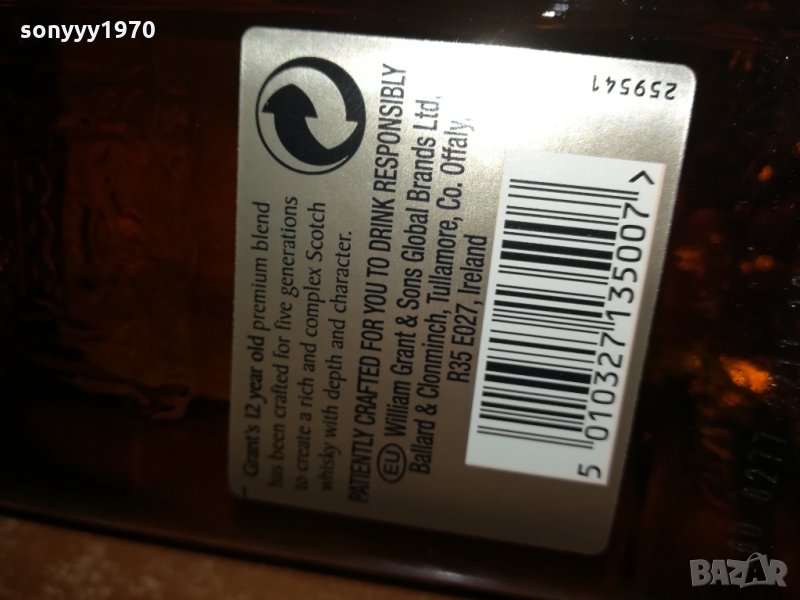 sonyyy1970
259541
Grant's 12 year old premium blend
has been crafted for five generations
to create a rich and complex Scotch
whisky with depth and character.
PATIENTLY CRAFTED FOR YOU TO DRINK RESPONSIBLY
EU William Grant & Sons Global Brands Ltd,
Ballard & Clonminch, Tullamore, Co. Offaly,
R35 E027, Ireland
5 010327 135007 >
BAZAR